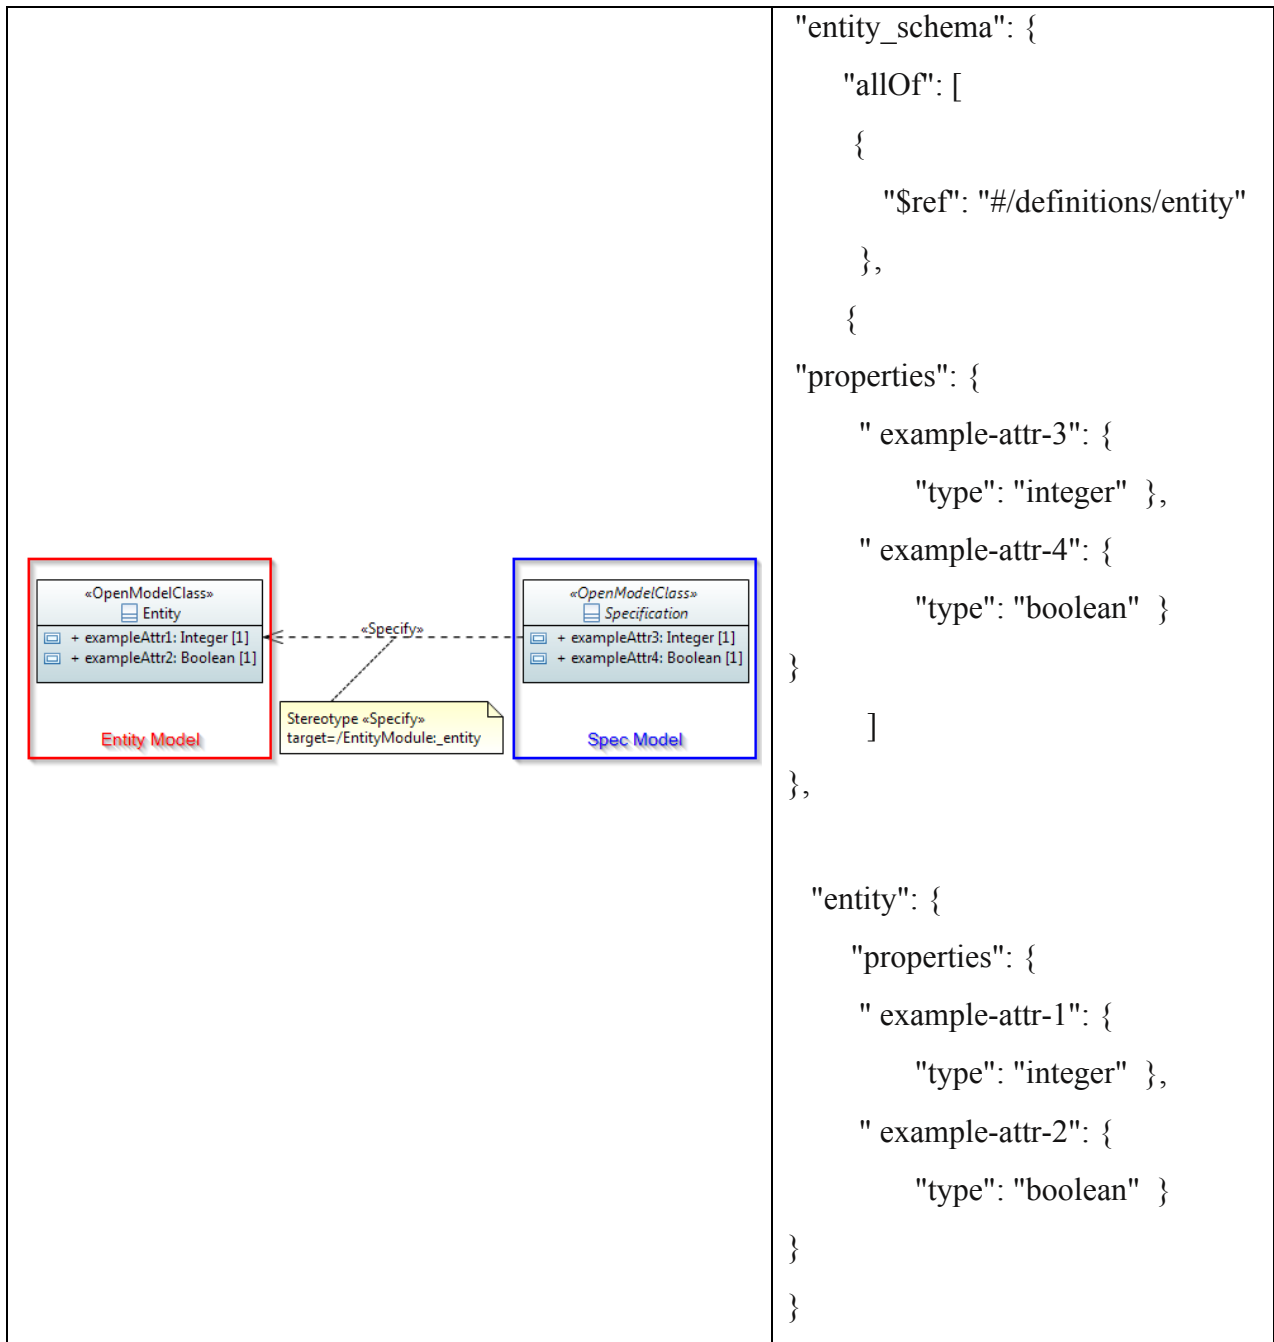 «OpenModelClass»
Entity
+ exampleAttr1: Integer [1]
+ exampleAttr2: Boolean [1]
Entity Model
«Specify»
Stereotype «Specify»
target=/EntityModule:_entity
«OpenModelClass»
Specification
+ exampleAttr3: Integer [1]
+ exampleAttr4: Boolean [1]
Spec Model
"entity_schema": {
"allOf": [
{
"$ref": "#/definitions/entity"
},
{
"properties": {
" example-attr-3": {
"type": "integer" },
" example-attr-4": {
"type": "boolean" }
}
]
},
"entity": {
"properties": {
" example-attr-1": {
"type": "integer" },
" example-attr-2": {
"type": "boolean" }
}
}